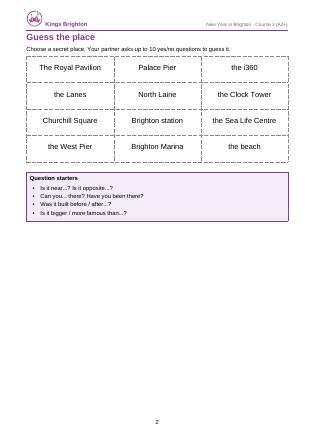 Kings Brighton
New Year in Brighton - Course 3 (A2+)
Guess the place
Choose a secret place. Your partner asks up to 10 yes/no questions to guess it.
The Royal Pavilion Palace Pier the i360
the Lanes North Laine the Clock Tower
Churchill Square Brighton station the Sea Life Centre
the West Pier Brighton Marina the beach
Question starters
• Is it near...? Is it opposite...?
• Can you... there? Have you been there?
• Was it built before / after...?
• Is it bigger / more famous than...?
2